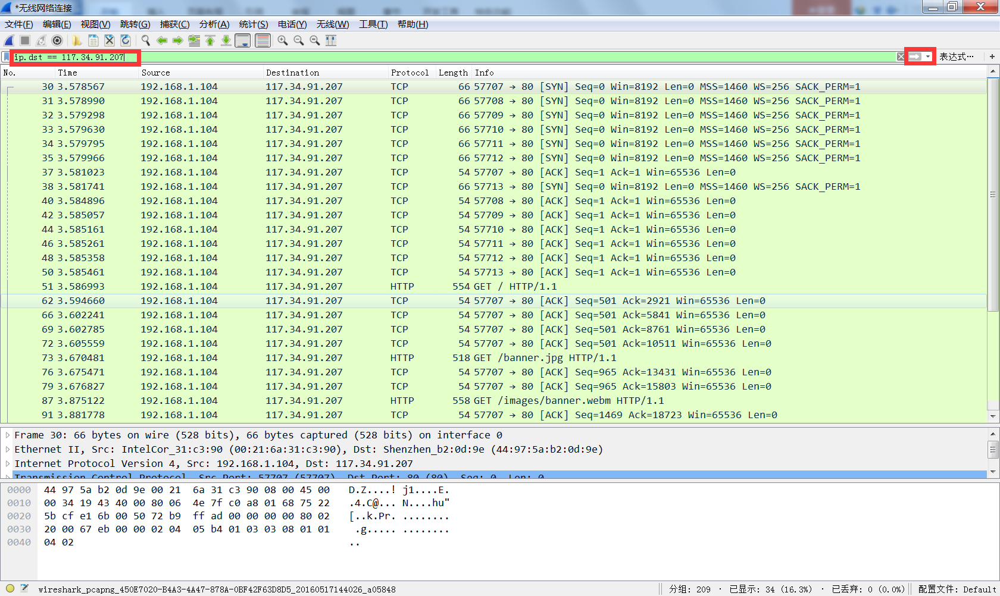 *无线网络连接
文件(F) 编辑(E) 视图(V) 跳转(G) 捕获(C) 分析(A) 统计(S) 电话(Y) 无线(W) 工具(T) 帮助(H)
ip.dst == 117.34.91.207 表达式… +
No. Time Source Destination Protocol Length Info
30 3.578567 192.168.1.104 117.34.91.207 TCP 66 57707 → 80 [SYN] Seq=0 Win=8192 Len=0 MSS=1460 WS=256 SACK_PERM=1
31 3.578990 192.168.1.104 117.34.91.207 TCP 66 57708 → 80 [SYN] Seq=0 Win=8192 Len=0 MSS=1460 WS=256 SACK_PERM=1
32 3.579298 192.168.1.104 117.34.91.207 TCP 66 57709 → 80 [SYN] Seq=0 Win=8192 Len=0 MSS=1460 WS=256 SACK_PERM=1
33 3.579630 192.168.1.104 117.34.91.207 TCP 66 57710 → 80 [SYN] Seq=0 Win=8192 Len=0 MSS=1460 WS=256 SACK_PERM=1
34 3.579795 192.168.1.104 117.34.91.207 TCP 66 57711 → 80 [SYN] Seq=0 Win=8192 Len=0 MSS=1460 WS=256 SACK_PERM=1
35 3.579966 192.168.1.104 117.34.91.207 TCP 66 57712 → 80 [SYN] Seq=0 Win=8192 Len=0 MSS=1460 WS=256 SACK_PERM=1
37 3.581023 192.168.1.104 117.34.91.207 TCP 54 57707 → 80 [ACK] Seq=1 Ack=1 Win=65536 Len=0
38 3.581741 192.168.1.104 117.34.91.207 TCP 66 57713 → 80 [SYN] Seq=0 Win=8192 Len=0 MSS=1460 WS=256 SACK_PERM=1
40 3.584896 192.168.1.104 117.34.91.207 TCP 54 57708 → 80 [ACK] Seq=1 Ack=1 Win=65536 Len=0
42 3.585057 192.168.1.104 117.34.91.207 TCP 54 57709 → 80 [ACK] Seq=1 Ack=1 Win=65536 Len=0
44 3.585161 192.168.1.104 117.34.91.207 TCP 54 57710 → 80 [ACK] Seq=1 Ack=1 Win=65536 Len=0
46 3.585261 192.168.1.104 117.34.91.207 TCP 54 57711 → 80 [ACK] Seq=1 Ack=1 Win=65536 Len=0
48 3.585358 192.168.1.104 117.34.91.207 TCP 54 57712 → 80 [ACK] Seq=1 Ack=1 Win=65536 Len=0
50 3.585461 192.168.1.104 117.34.91.207 TCP 54 57713 → 80 [ACK] Seq=1 Ack=1 Win=65536 Len=0
51 3.586993 192.168.1.104 117.34.91.207 HTTP 554 GET / HTTP/1.1
62 3.594660 192.168.1.104 117.34.91.207 TCP 54 57707 → 80 [ACK] Seq=501 Ack=2921 Win=65536 Len=0
66 3.602241 192.168.1.104 117.34.91.207 TCP 54 57707 → 80 [ACK] Seq=501 Ack=5841 Win=65536 Len=0
69 3.602785 192.168.1.104 117.34.91.207 TCP 54 57707 → 80 [ACK] Seq=501 Ack=8761 Win=65536 Len=0
72 3.605559 192.168.1.104 117.34.91.207 TCP 54 57707 → 80 [ACK] Seq=501 Ack=10511 Win=65536 Len=0
73 3.670481 192.168.1.104 117.34.91.207 HTTP 518 GET /banner.jpg HTTP/1.1
76 3.675471 192.168.1.104 117.34.91.207 TCP 54 57707 → 80 [ACK] Seq=965 Ack=13431 Win=65536 Len=0
79 3.676827 192.168.1.104 117.34.91.207 TCP 54 57707 → 80 [ACK] Seq=965 Ack=15803 Win=65536 Len=0
87 3.875122 192.168.1.104 117.34.91.207 HTTP 558 GET /images/banner.webm HTTP/1.1
91 3.881778 192.168.1.104 117.34.91.207 TCP 54 57707 → 80 [ACK] Seq=1469 Ack=18723 Win=65536 Len=0
Frame 30: 66 bytes on wire (528 bits), 66 bytes captured (528 bits) on interface 0
Ethernet II, Src: IntelCor_31:c3:90 (00:21:6a:31:c3:90), Dst: Shenzhen_b2:0d:9e (44:97:5a:b2:0d:9e)
Internet Protocol Version 4, Src: 192.168.1.104, Dst: 117.34.91.207
Transmission Control Protocol, Src Port: 57707 (57707), Dst Port: 80 (80), Seq: 0, Len: 0
0000 44 97 5a b2 0d 9e 00 21 6a 31 c3 90 08 00 45 00 D.Z....! j1....E.
0010 00 34 19 43 40 00 80 06 4e 7f c0 a8 01 68 75 22 .4.C@... N....hu"
0020 5b cf e1 6b 00 50 72 b9 ff ad 00 00 00 00 80 02 [..k.Pr. ........
0030 20 00 67 eb 00 00 02 04 05 b4 01 03 03 08 01 01 .g..... ........
0040 04 02 ..
wireshark_pcapng_450E7020-B4A3-4A47-878A-0BF42F63D8D5_20160517144026_a05848 分组: 209 · 已显示: 34 (16.3%) · 已丢弃: 0 (0.0%) 配置文件: Default